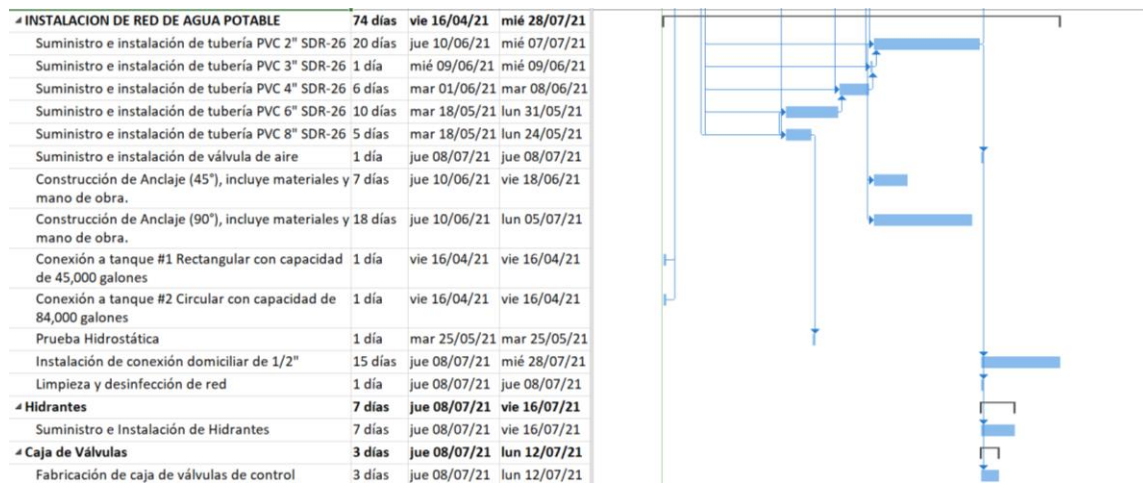 INSTALACION DE RED DE AGUA POTABLE 74 días vie 16/04/21 mié 28/07/21
Suministro e instalación de tubería PVC 2" SDR-26 20 días jue 10/06/21 mié 07/07/21
Suministro e instalación de tubería PVC 3" SDR-26 1 día mié 09/06/21 mié 09/06/21
Suministro e instalación de tubería PVC 4" SDR-26 6 días mar 01/06/21 mar 08/06/21
Suministro e instalación de tubería PVC 6" SDR-26 10 días mar 18/05/21 lun 31/05/21
Suministro e instalación de tubería PVC 8" SDR-26 5 días mar 18/05/21 lun 24/05/21
Suministro e instalación de válvula de aire 1 día jue 08/07/21 jue 08/07/21
Construcción de Anclaje (45°), incluye materiales y 7 días jue 10/06/21 vie 18/06/21
mano de obra.
Construcción de Anclaje (90°), incluye materiales y 18 días jue 10/06/21 lun 05/07/21
mano de obra.
Conexión a tanque #1 Rectangular con capacidad 1 día vie 16/04/21 vie 16/04/21
de 45,000 galones
Conexión a tanque #2 Circular con capacidad de 1 día vie 16/04/21 vie 16/04/21
84,000 galones
Prueba Hidrostática 1 día mar 25/05/21 mar 25/05/21
Instalación de conexión domiciliar de 1/2" 15 días jue 08/07/21 mié 28/07/21
Limpieza y desinfección de red 1 día jue 08/07/21 jue 08/07/21
Hidrantes 7 días jue 08/07/21 vie 16/07/21
Suministro e Instalación de Hidrantes 7 días jue 08/07/21 vie 16/07/21
Caja de Válvulas 3 días jue 08/07/21 lun 12/07/21
Fabricación de caja de válvulas de control 3 días jue 08/07/21 lun 12/07/21